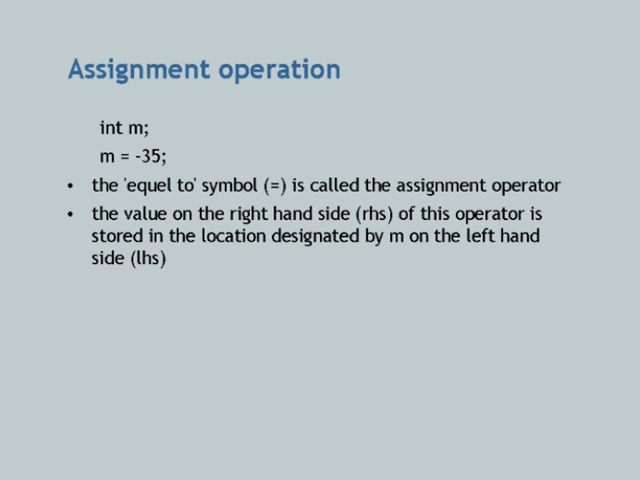 Assignment operation
int m;
m = -35;
• the 'equel to' symbol (=) is called the assignment operator
• the value on the right hand side (rhs) of this operator is
stored in the location designated by m on the left hand
side (lhs)